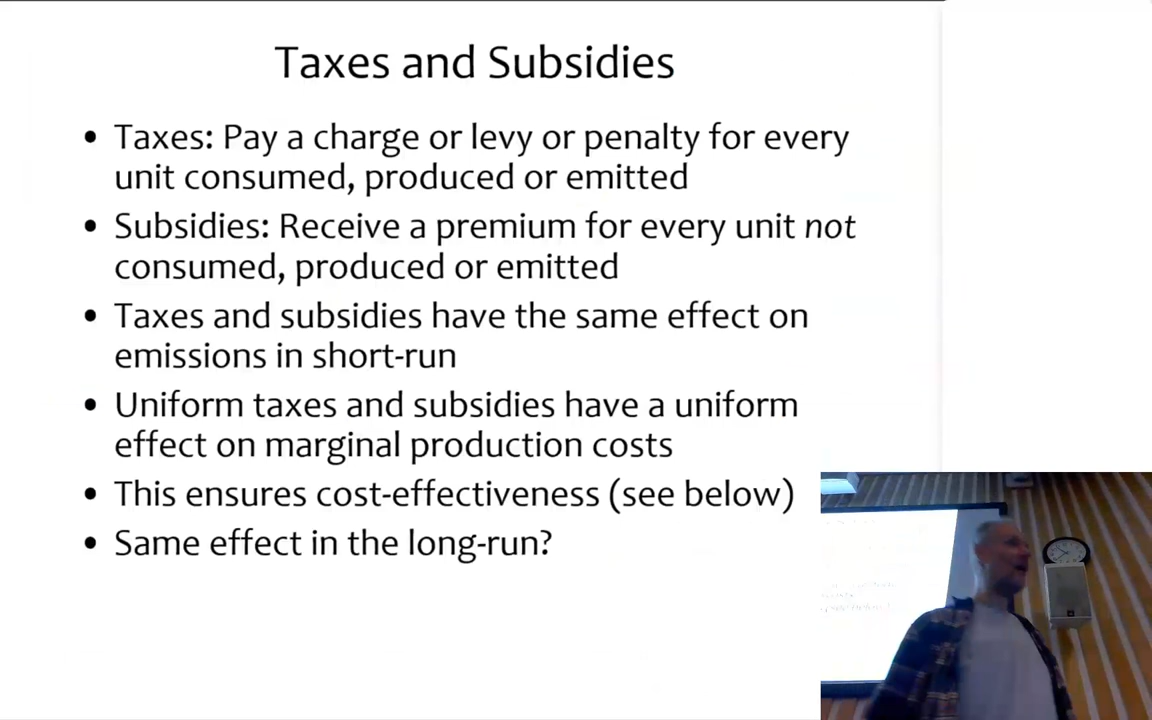 Taxes and Subsidies
• Taxes: Pay a charge or levy or penalty for every
unit consumed, produced or emitted
• Subsidies: Receive a premium for every unit not
consumed, produced or emitted
• Taxes and subsidies have the same effect on
emissions in short-run
• Uniform taxes and subsidies have a uniform
effect on marginal production costs
• This ensures cost-effectiveness (see below)
• Same effect in the long-run?